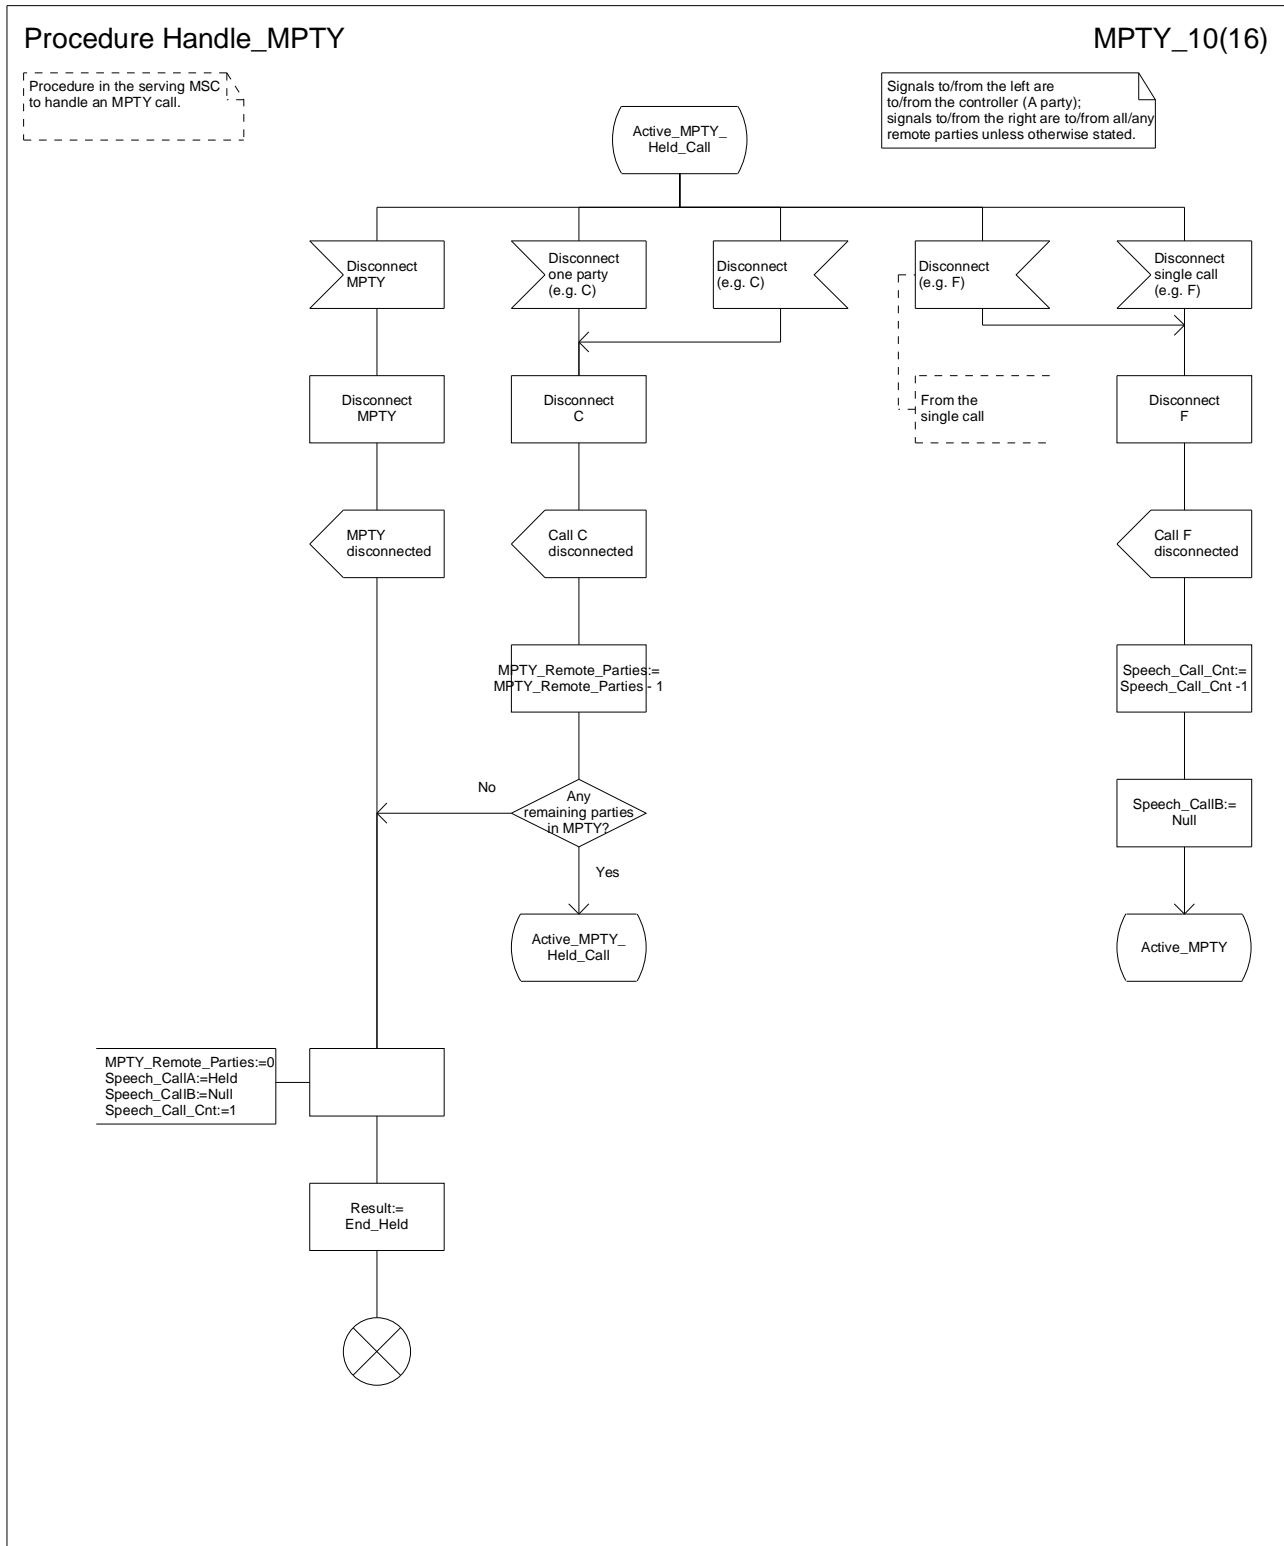 Procedure Handle_MPTY
MPTY_10(16)
Procedure in the serving MSC
to handle an MPTY call.
Signals to/from the left are
to/from the controller (A party);
signals to/from the right are to/from all/any
remote parties unless otherwise stated.
Active_MPTY_
Held_Call
Disconnect
MPTY
Disconnect
one party
(e.g. C)
Disconnect
(e.g. C)
Disconnect
(e.g. F)
Disconnect
single call
(e.g. F)
Disconnect
MPTY
Disconnect
C
From the
single call
Disconnect
F
MPTY
disconnected
Call C
disconnected
Call F
disconnected
MPTY_Remote_Parties:=
MPTY_Remote_Parties - 1
Speech_Call_Cnt:=
Speech_Call_Cnt -1
No
Any
remaining parties
in MPTY?
Yes
Speech_CallB:=
Null
Active_MPTY_
Held_Call
Active_MPTY
MPTY_Remote_Parties:=0
Speech_CallA:=Held
Speech_CallB:=Null
Speech_Call_Cnt:=1
Result:=
End_Held